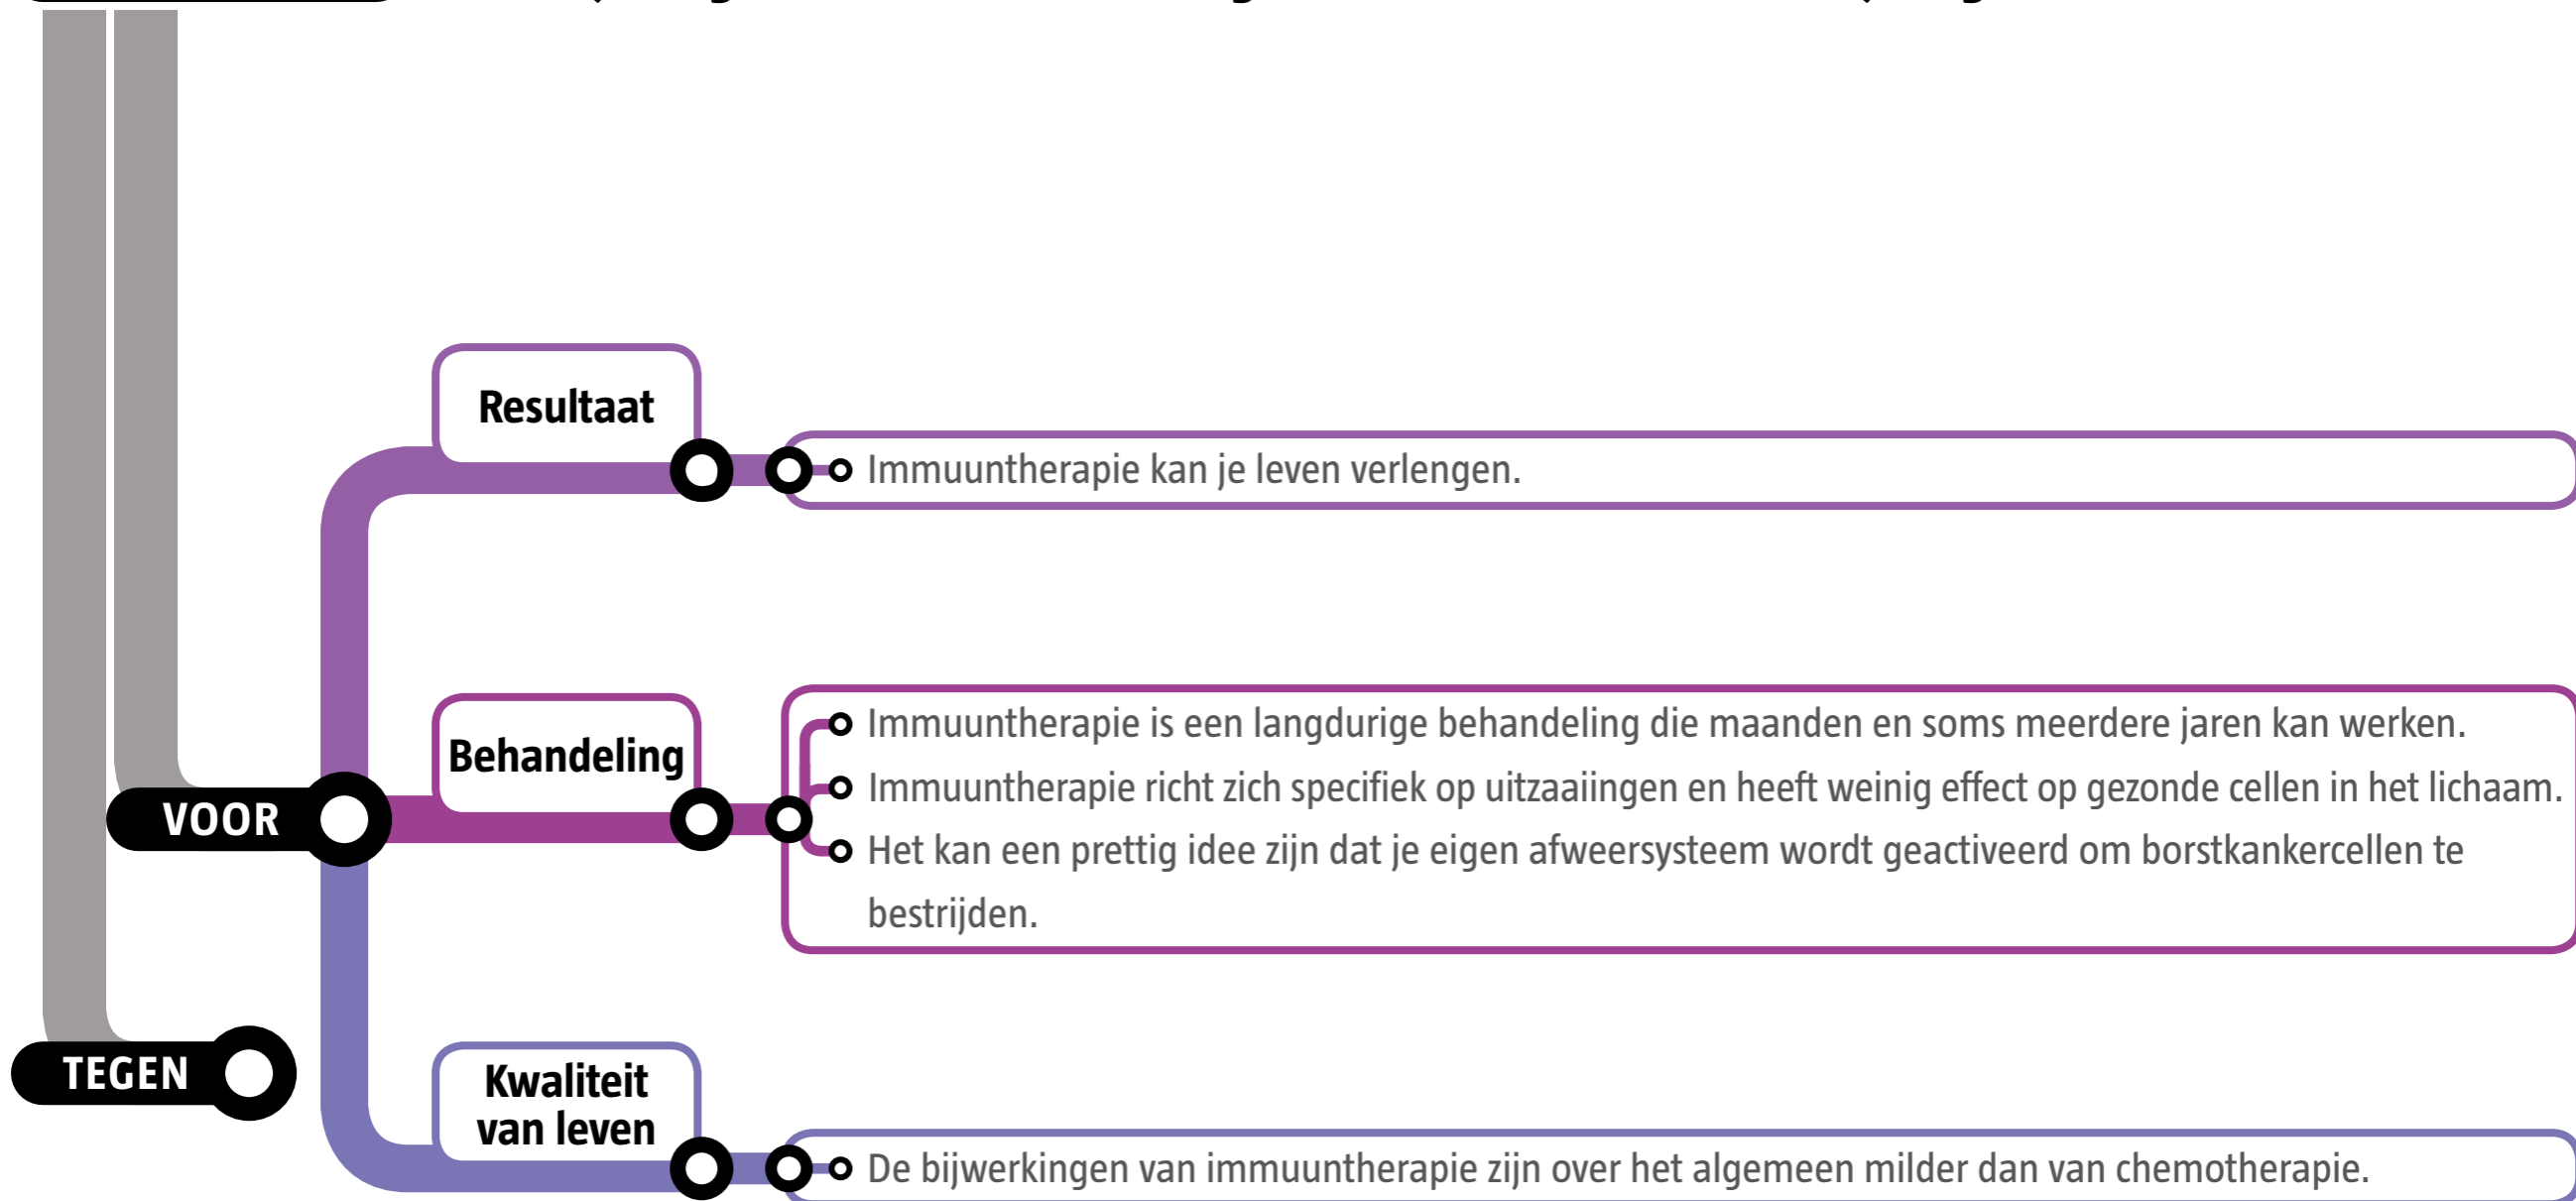 Resultaat
Immuuntherapie kan je leven verlengen.
Behandeling
Immuuntherapie is een langdurige behandeling die maanden en soms meerdere jaren kan werken.
Immuuntherapie richt zich specifiek op uitzaaiingen en heeft weinig effect op gezonde cellen in het lichaam.
VOOR
Het kan een prettig idee zijn dat je eigen afweersysteem wordt geactiveerd om borstkankercellen te
bestrijden.
TEGEN
Kwaliteit
van leven
De bijwerkingen van immuuntherapie zijn over het algemeen milder dan van chemotherapie.